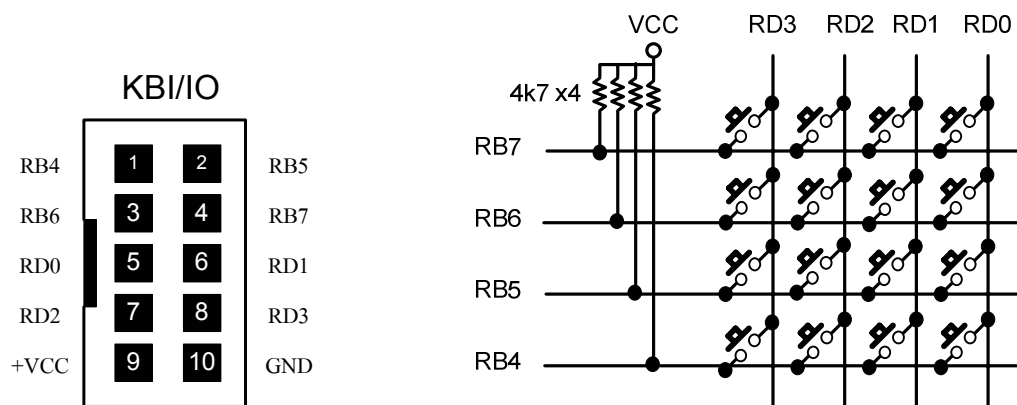 KBI/IO
RB4 1 2 RB5
RB6 3 4 RB7
RD0 5 6 RD1
RD2 7 8 RD3
+VCC 9 10 GND
VCC RD3 RD2 RD1 RD0
4k7 x4
RB7
RB6
RB5
RB4